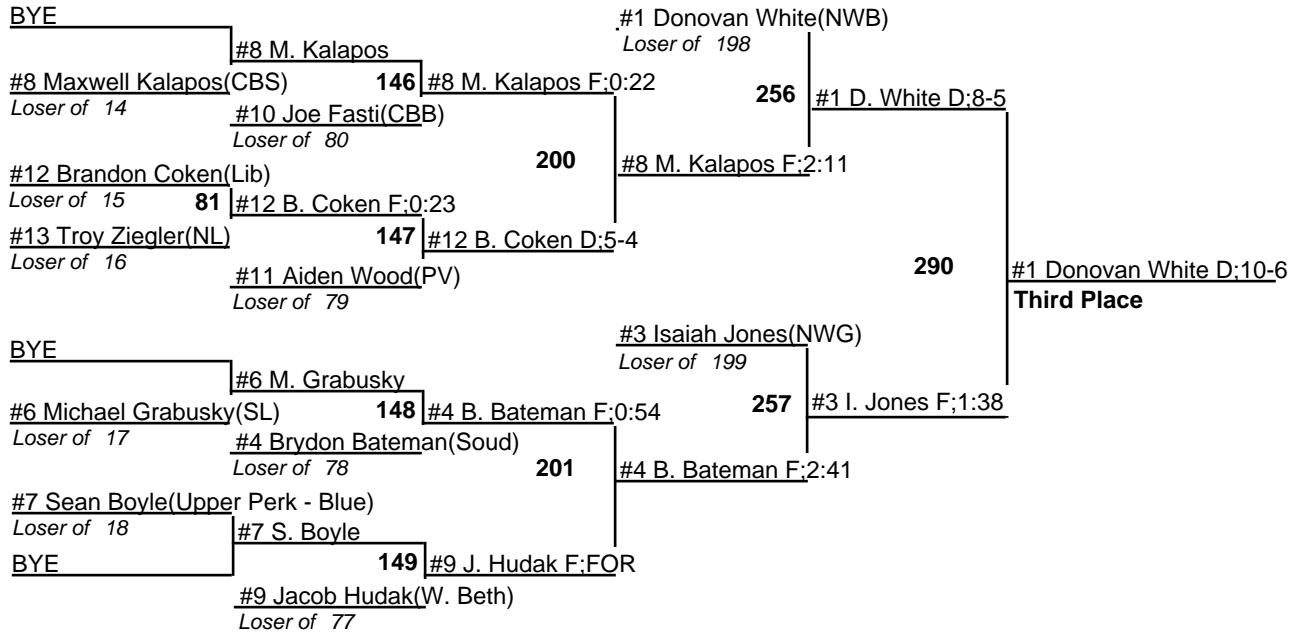 BYE
#1 Donovan White(NWB)
Loser of 198
#8 M. Kalapos
#8 Maxwell Kalapos(CBS)
Loser of 14
146
#8 M. Kalapos F;0:22
256
#1 D. White D;8-5
#10 Joe Fasti(CBB)
Loser of 80
200
#8 M. Kalapos F;2:11
#12 Brandon Coken(Lib)
Loser of 15
81
#12 B. Coken F;0:23
#13 Troy Ziegler(NL)
Loser of 16
147
#12 B. Coken D;5-4
290
#1 Donovan White D;10-6
Third Place
#11 Aiden Wood(PV)
Loser of 79
#3 Isaiah Jones(NWG)
Loser of 199
BYE
#6 M. Grabusky
#6 Michael Grabusky(SL)
Loser of 17
148
#4 B. Bateman F;0:54
257
#3 I. Jones F;1:38
#4 Brydon Bateman(Soud)
Loser of 78
201
#4 B. Bateman F;2:41
#7 Sean Boyle(Upper Perk - Blue)
Loser of 18
#7 S. Boyle
BYE
149
#9 J. Hudak F;FOR
#9 Jacob Hudak(W. Beth)
Loser of 77